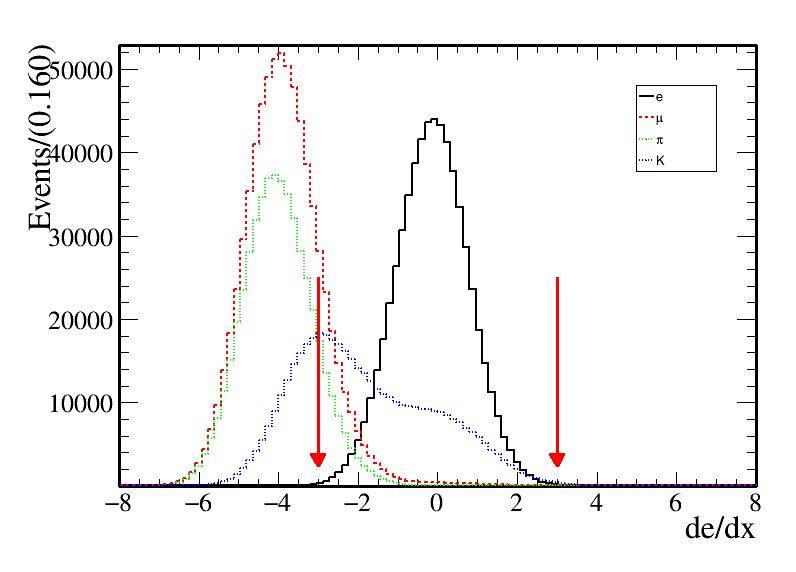 Events/(0.160)
50000
40000
30000
20000
10000
e
μ
π
K
−8 −6 −4 −2 0 2 4 6 8
de/dx